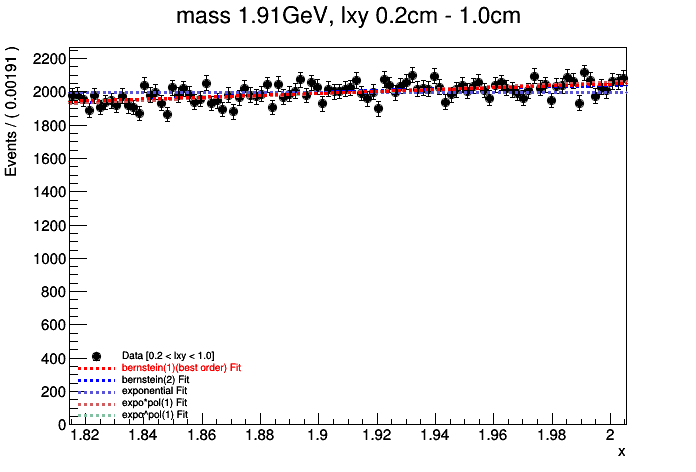 mass 1.91GeV, lxy 0.2cm - 1.0cm
Events / ( 0.00191 )
2200
2000
1800
1600
1400
1200
1000
800
600
400
200
0
Data [0.2 < lxy < 1.0]
bernstein(1)(best order) Fit
bernstein(2) Fit
exponential Fit
expo*pol(1) Fit
expo*pol(1) Fit
1.82 1.84 1.86 1.88 1.9 1.92 1.94 1.96 1.98 2
x